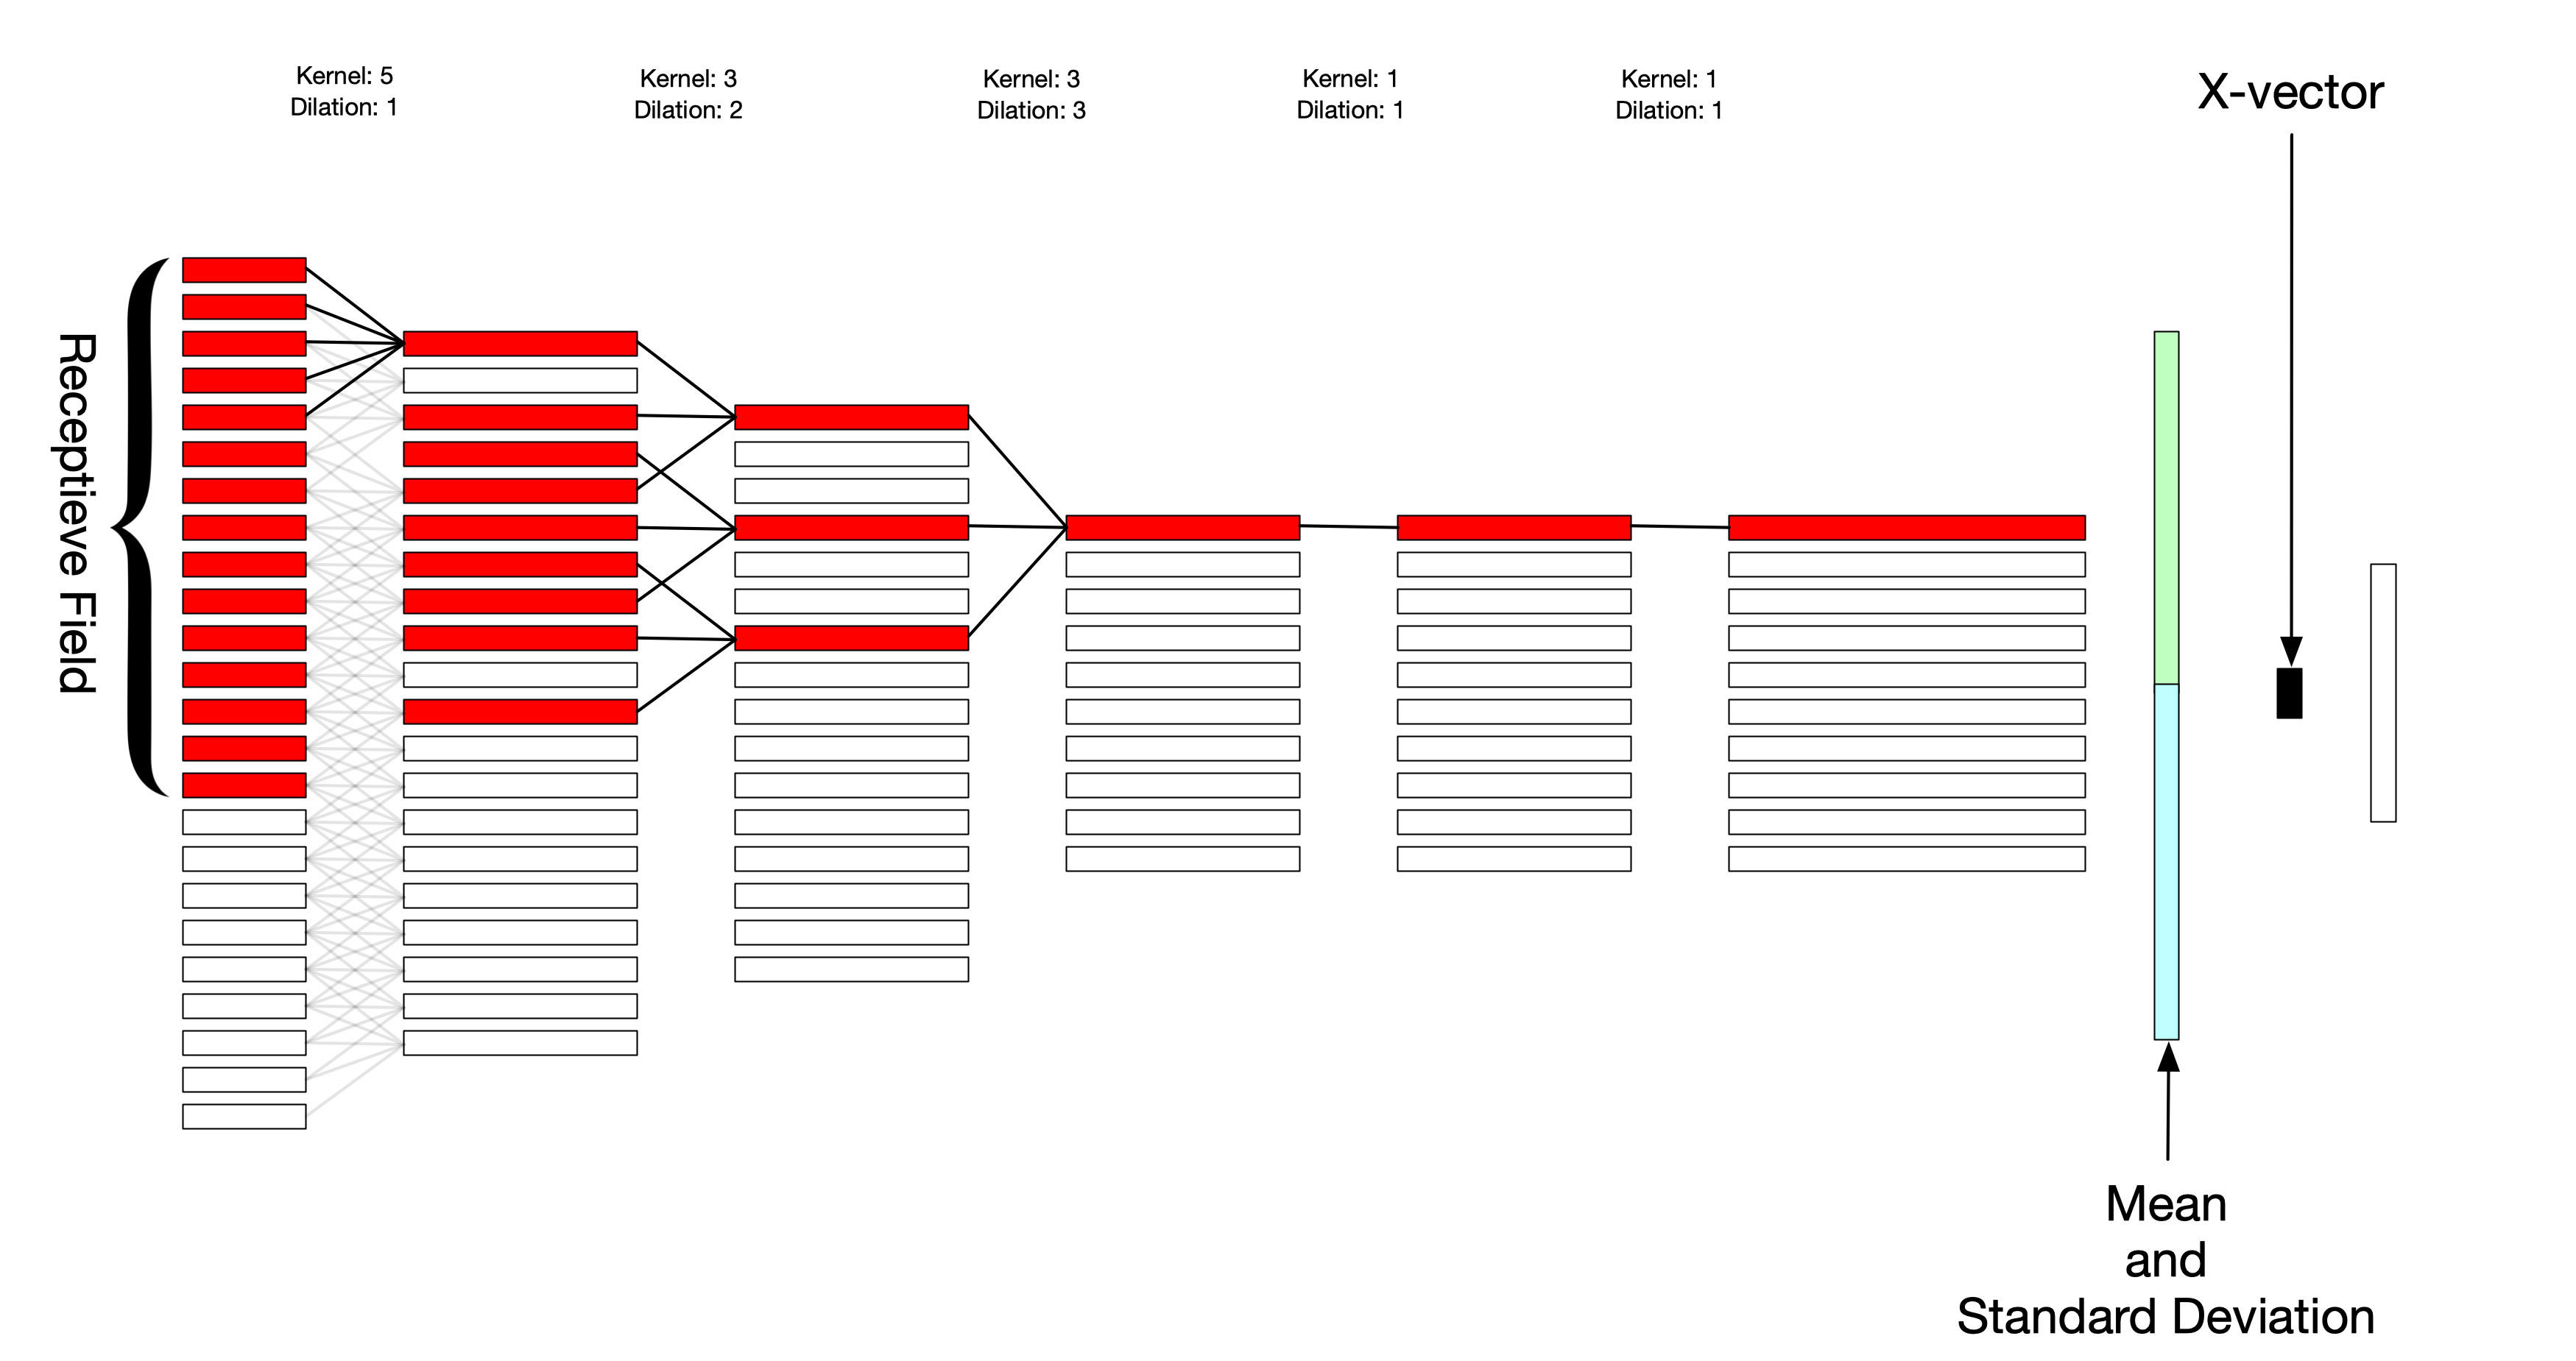 Kernel: 5
Dilation: 1
Kernel: 3
Dilation: 2
Kernel: 3
Dilation: 3
Kernel: 1
Dilation: 1
Kernel: 1
Dilation: 1
X-vector
Receptieve Field
Mean
and
Standard Deviation